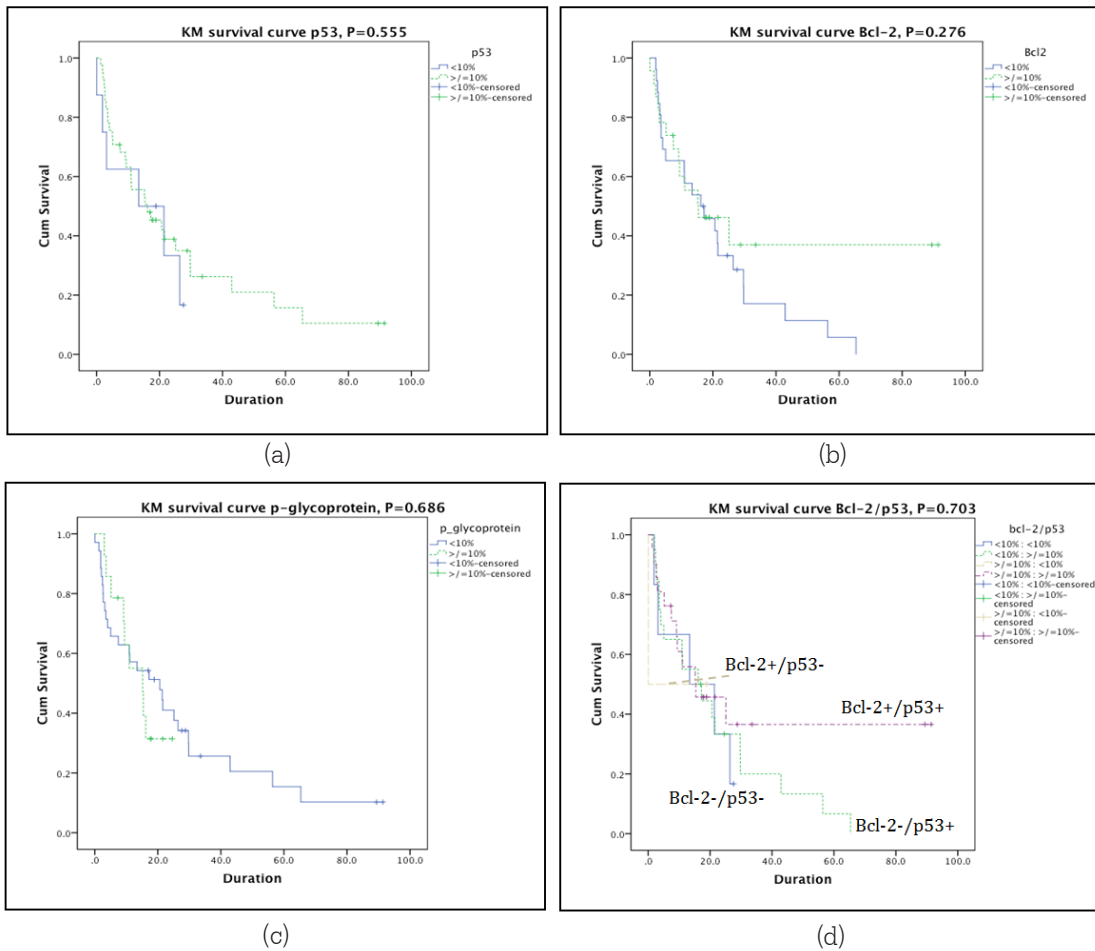 KM survival curve p53, P=0.555
p53
<10%
>/=10%
<10%-censored
>/=10%-censored
Cum Survival
1.0
0.8
0.6
0.4
0.2
0.0
.0 20.0 40.0 60.0 80.0 100.0
Duration
(a)
KM survival curve Bcl-2, P=0.276
Bcl2
<10%
>/=10%
<10%-censored
>/=10%-censored
Cum Survival
1.0
0.8
0.6
0.4
0.2
0.0
.0 20.0 40.0 60.0 80.0 100.0
Duration
(b)
KM survival curve p-glycoprotein, P=0.686
p_glycoprotein
<10%
>/=10%
<10%-censored
>/=10%-censored
Cum Survival
1.0
0.8
0.6
0.4
0.2
0.0
.0 20.0 40.0 60.0 80.0 100.0
Duration
(c)
KM survival curve Bcl-2/p53, P=0.703
bcl-2/p53
<10% : <10%
<10% : >/=10%
>/=10% : <10%
>/=10% : >/=10%
<10% : <10%-censored
<10% : >/=10%-
censored
>/=10% : <10%-
censored
>/=10% : >/=10%-
censored
Cum Survival
1.0
0.8
0.6
0.4
0.2
0.0
Bcl-2+/p53-
Bcl-2+/p53+
Bcl-2-/p53-
Bcl-2-/p53+
.0 20.0 40.0 60.0 80.0 100.0
Duration
(d)